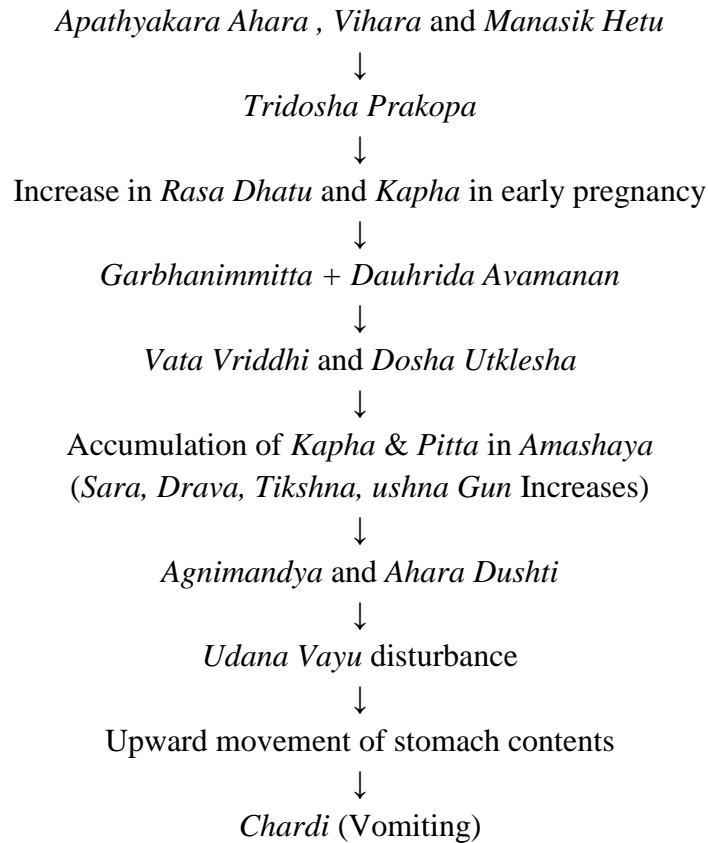 Apathyakara Ahara , Vihara and Manasik Hetu
↓
Tridosha Prakopa
↓
Increase in Rasa Dhatu and Kapha in early pregnancy
↓
Garbhanimmitta + Dauhrida Avamanan
↓
Vata Vriddhi and Dosha Utklesha
↓
Accumulation of Kapha & Pitta in Amashaya
(Sara, Drava, Tikshna, ushna Gun Increases)
↓
Agnimandya and Ahara Dushti
↓
Udana Vayu disturbance
↓
Upward movement of stomach contents
↓
Chardi (Vomiting)